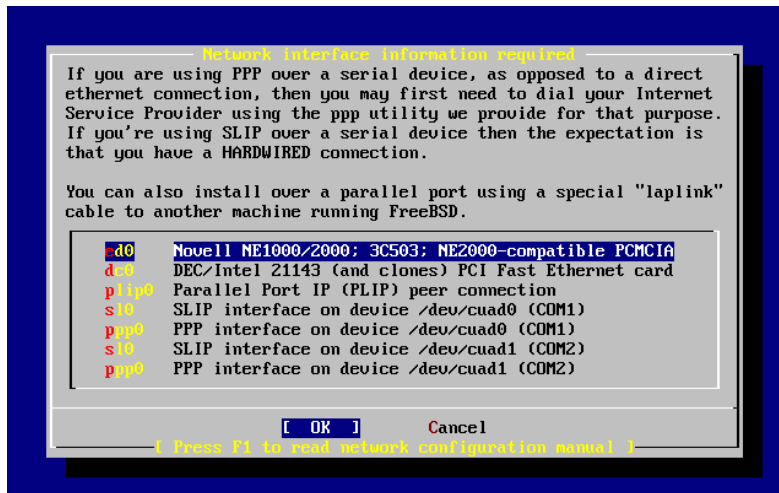 Network interface information required
If you are using PPP over a serial device, as opposed to a direct
ethernet connection, then you may first need to dial your Internet
Service Provider using the ppp utility we provide for that purpose.
If you're using SLIP over a serial device then the expectation is
that you have a HARDWIRED connection.
You can also install over a parallel port using a special "laplink"
cable to another machine running FreeBSD.
ed0 Novell NE1000/2000; 3C503; NE2000-compatible PCMCIA
dc0 DEC/Intel 21143 (and clones) PCI Fast Ethernet card
plip0 Parallel Port IP (PLIP) peer connection
sl0 SLIP interface on device /dev/cuad0 (COM1)
ppp0 PPP interface on device /dev/cuad0 (COM1)
sl0 SLIP interface on device /dev/cuad1 (COM2)
ppp0 PPP interface on device /dev/cuad1 (COM2)
[ OK ] Cancel
[ Press F1 to read network configuration manual ]